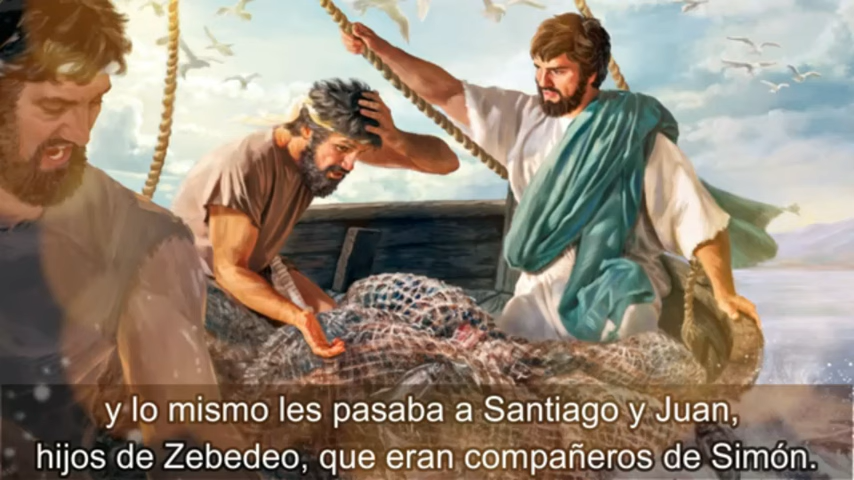 y lo mismo les pasaba a Santiago y Juan,
hijos de Zebedeo, que eran compañeros de Simón.